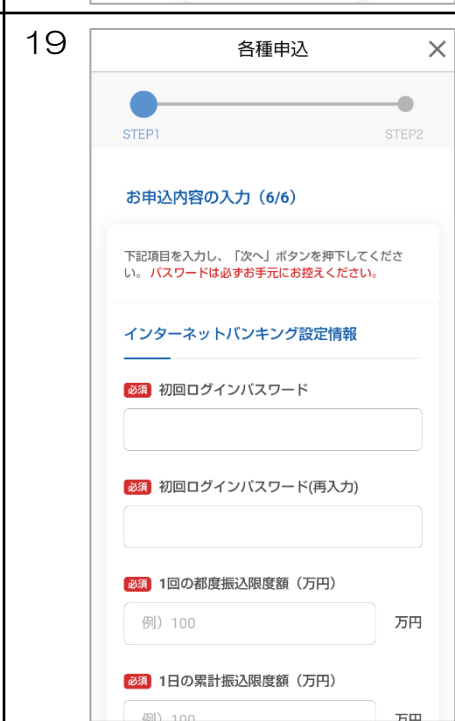 19
各種申込
STEP1
STEP2
お申込内容の入力（6/6）
下記項目を入力し、「次へ」ボタンを押下してくださ
い。パスワードは必ずお手元にお控えください。
インターネットバンキング設定情報
必須 初回ログインパスワード
必須 初回ログインパスワード(再入力)
必須 1回の都度振込限度額（万円）
例）100 万円
必須 1日の累計振込限度額（万円）
例）100 万円